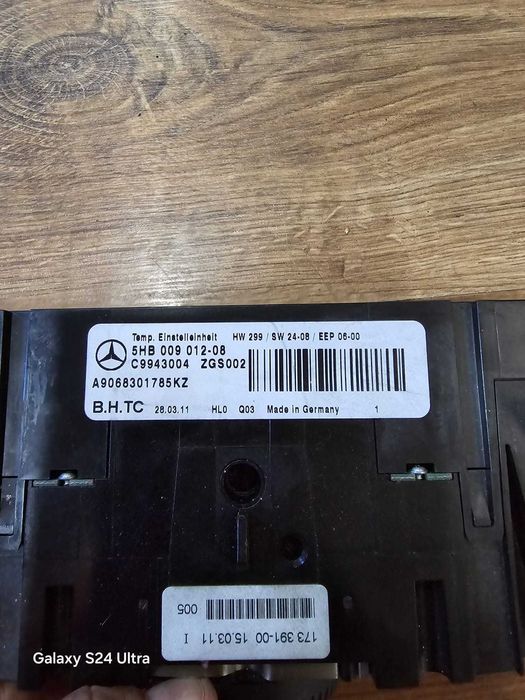 Temp. Einstelleinheit HW 299 / SW 24-08 / EEP 06-00
5HB 009 012-08
C9943004 ZGS002
A9068301785KZ
B.H.TC 28.03.11 HL0 Q03 Made in Germany 1
173 391-00 15.03.11 I
005
Galaxy S24 Ultra